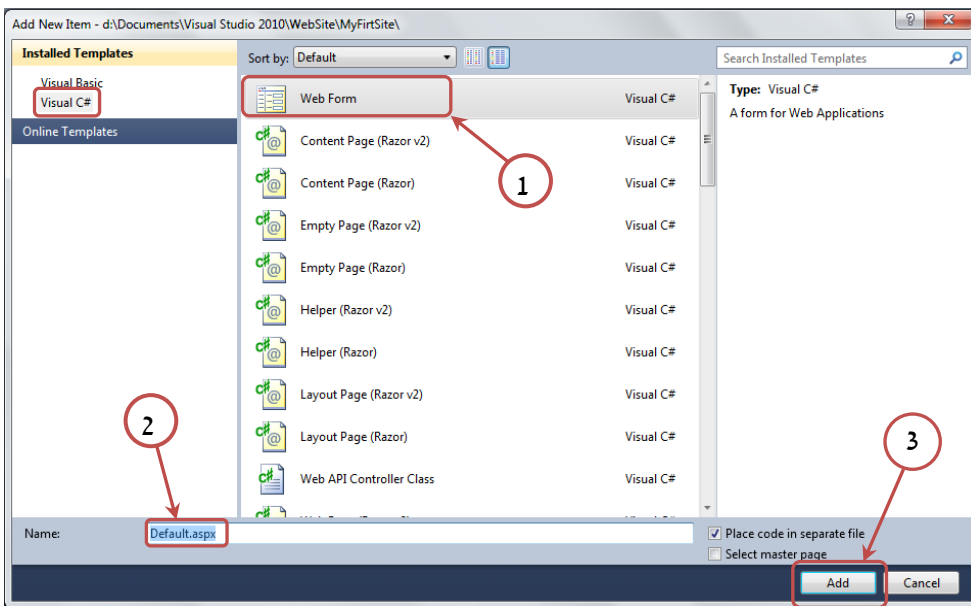 Add New Item - d:\Documents\Visual Studio 2010\WebSite\MyFirtSite\
Installed Templates
Visual Basic
Visual C#
Online Templates
Sort by: Default
Search Installed Templates
Web Form Visual C#
Content Page (Razor v2) Visual C#
Content Page (Razor) Visual C#
Empty Page (Razor v2) Visual C#
Empty Page (Razor) Visual C#
Helper (Razor v2) Visual C#
Helper (Razor) Visual C#
Layout Page (Razor v2) Visual C#
Layout Page (Razor) Visual C#
Web API Controller Class Visual C#
Type: Visual C#
A form for Web Applications
1
2
3
Name: Default.aspx
Place code in separate file
Select master page
Add Cancel